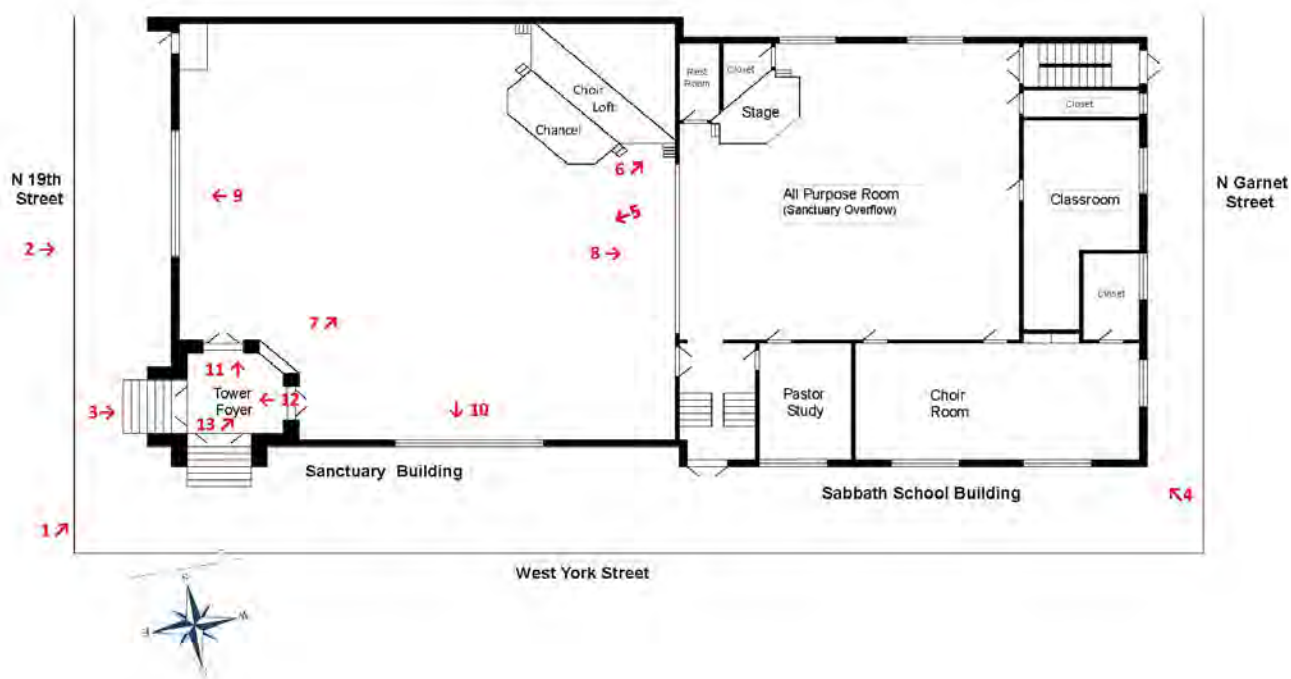 Rest
Room
Closet
Choir
Loft
Stage
Closet
Chancel
6
N 19th
Street
9
All Purpose Room
(Sanctuary Overflow)
Classroom
N Garnet
Street
5
2
8
Closet
7
11
Tower
Foyer
12
3
13
10
Pastor
Study
Choir
Room
Sanctuary Building
Sabbath School Building
4
1
West York Street
E
W